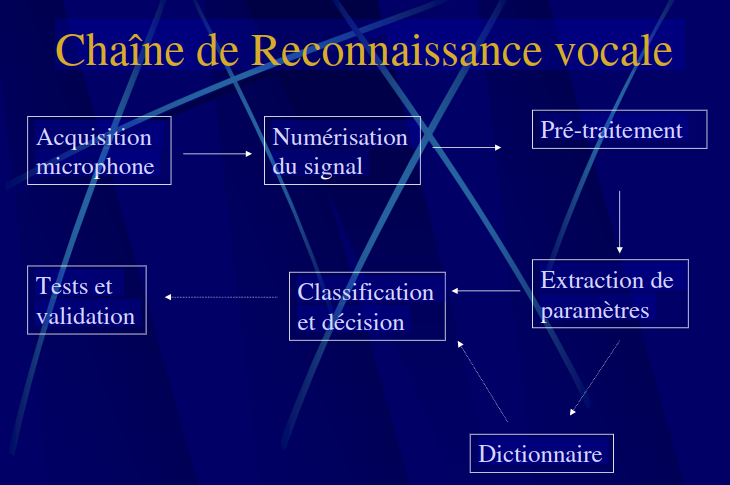 Chaîne de Reconnaissance vocale
Acquisition
microphone
Numérisation
du signal
Pré-traitement
Extraction de
paramètres
Classification
et décision
Tests et
validation
Dictionnaire